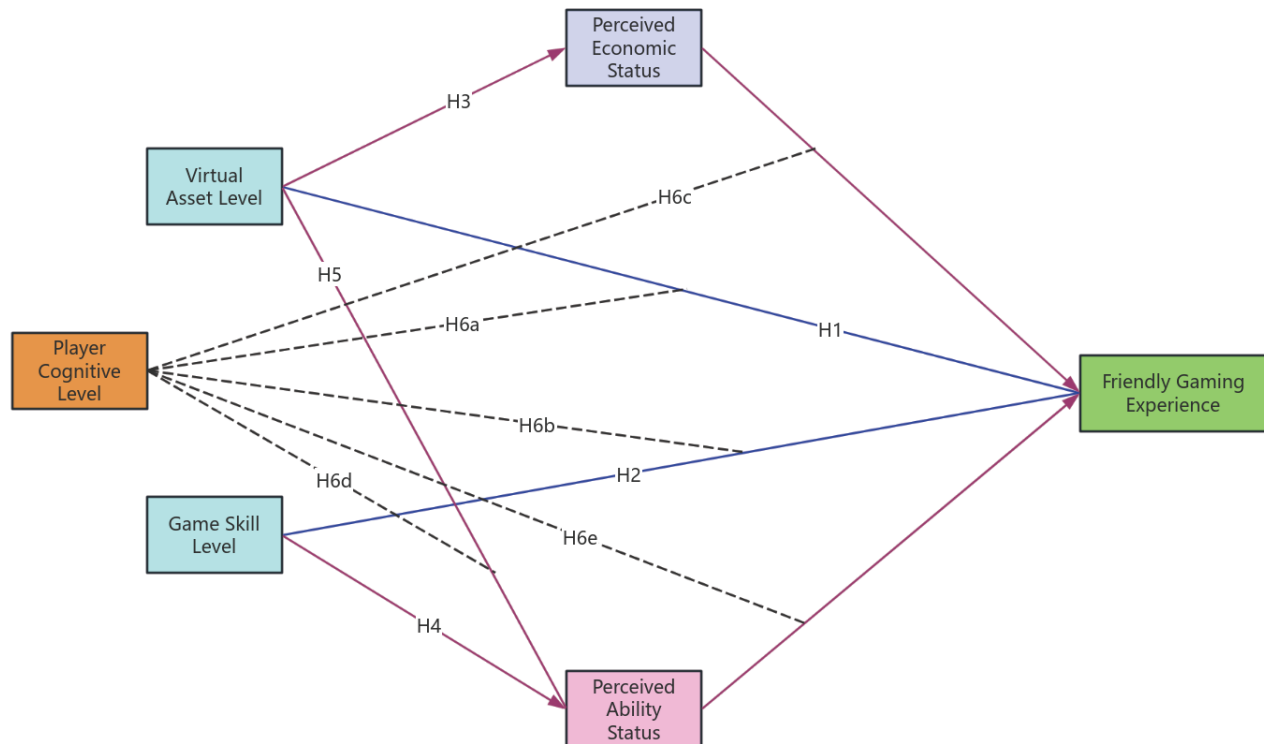 Perceived
Economic
Status
H3
Virtual
Asset Level
H6c
H5
H6a
H1
Player
Cognitive
Level
Friendly Gaming
Experience
H6b
H2
H6d
Game Skill
Level
H6e
H4
Perceived
Ability
Status